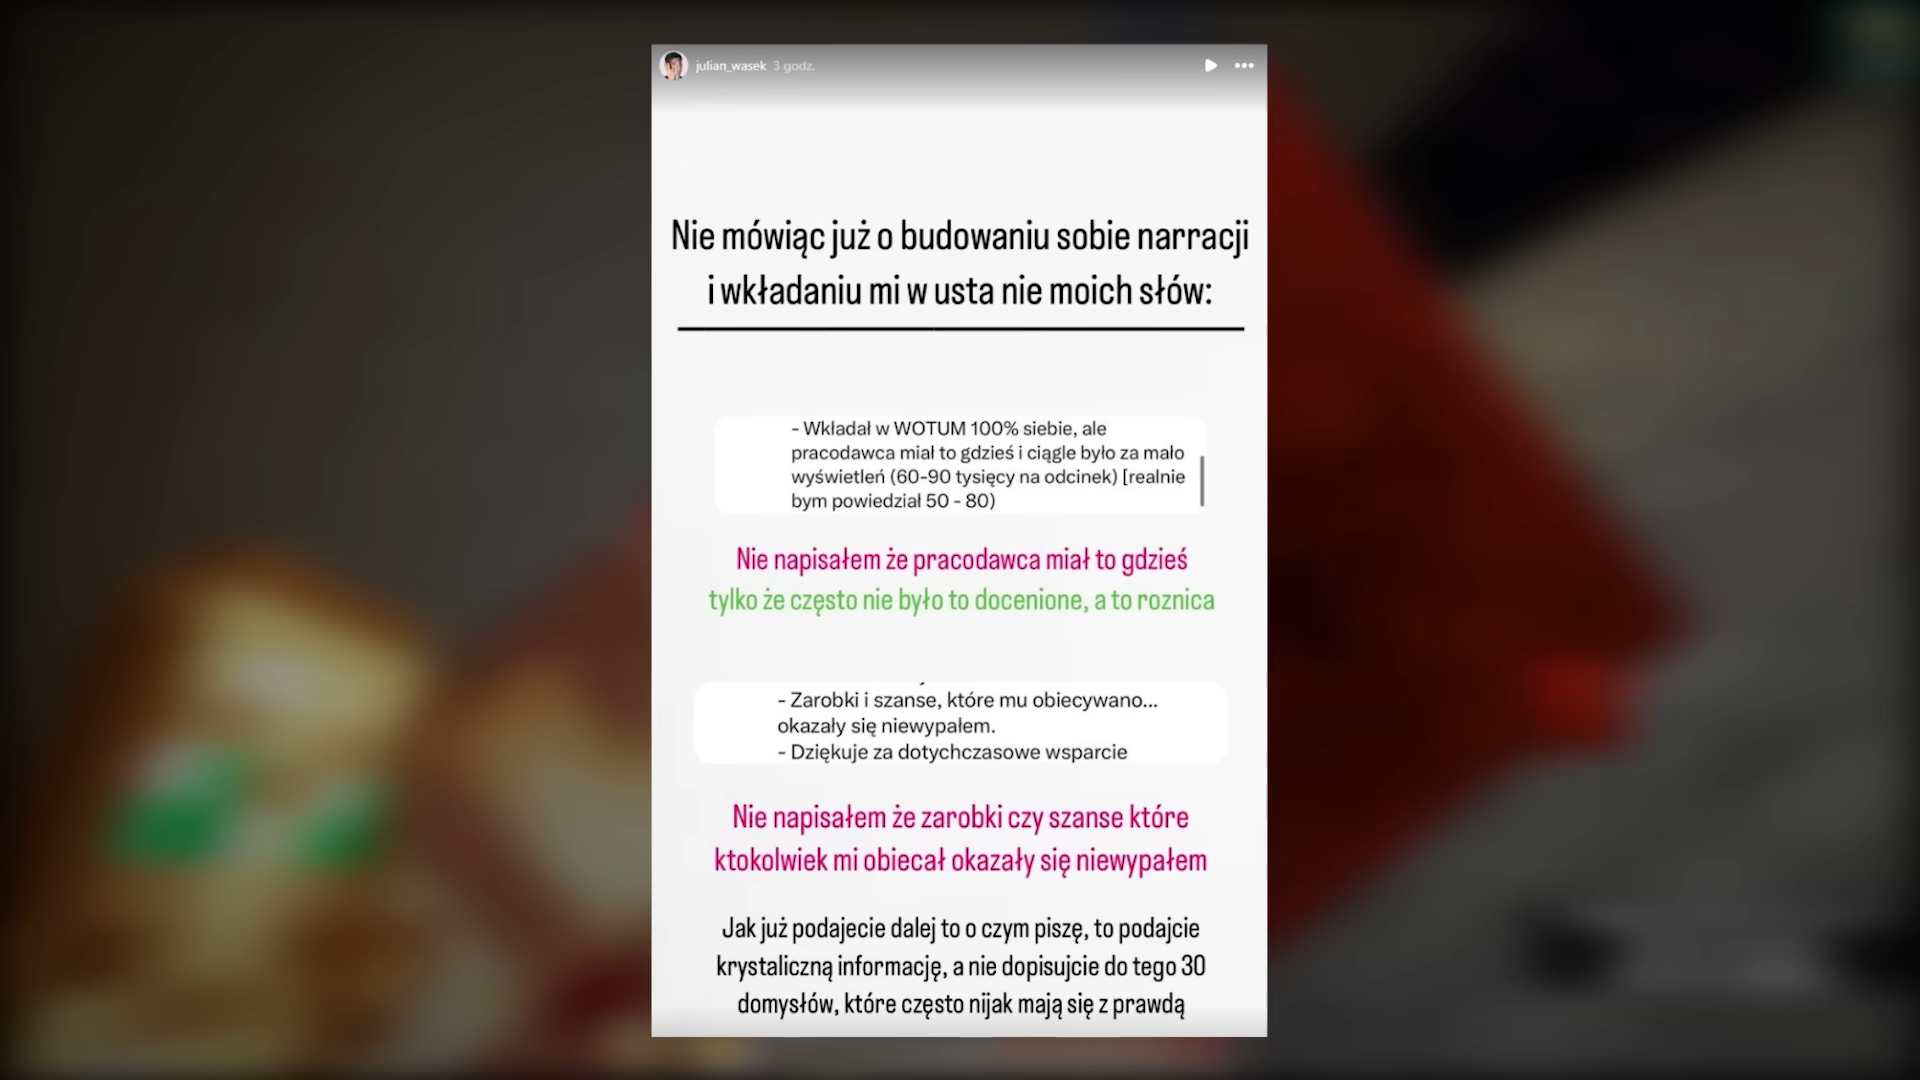 julian_wasek 3 godz.
Nie mówiąc już o budowaniu sobie narracji
i wkładaniu mi w usta nie moich słów:
- Wkładał w WOTUM 100% siebie, ale
pracodawca miał to gdzieś i ciągle było za mało
wyświetleń (60-90 tysięcy na odcinek) [realnie
bym powiedział 50 - 80)
Nie napisałem że pracodawca miał to gdzieś
tylko że często nie było to docenione, a to roznica
- Zarobki i szanse, które mu obiecywano...
okazały się niewypałem.
- Dziękuje za dotychczasowe wsparcie
Nie napisałem że zarobki czy szanse które
ktokolwiek mi obiecał okazały się niewypałem
Jak już podajecie dalej to o czym piszę, to podajcie
krystaliczną informację, a nie dopisujcie do tego 30
domysłów, które często nijak mają się z prawdą